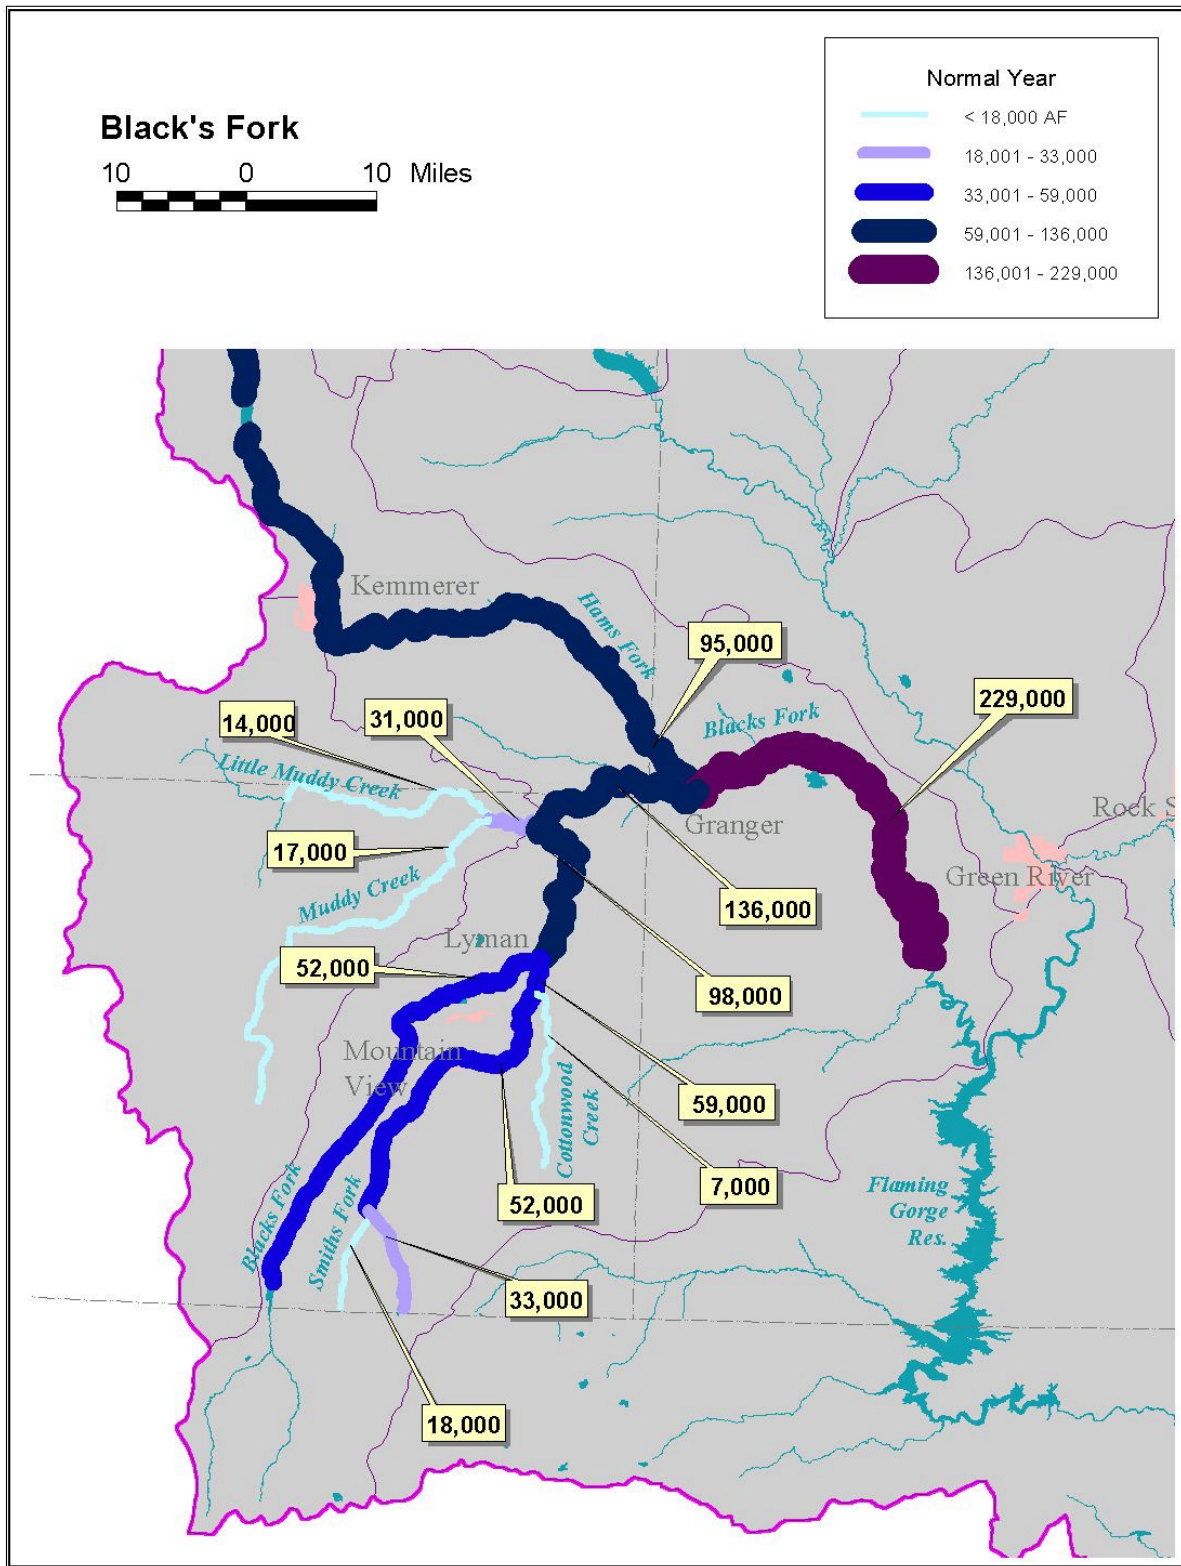 Normal Year
< 18,000 AF
18,001 - 33,000
33,001 - 59,000
59,001 - 136,000
136,001 - 229,000
Black's Fork
10 0 10 Miles
Kemmerer
Hams Fork
95,000
229,000
31,000
14,000
Blacks Fork
Little Muddy Creek
Rock S
Granger
17,000
Green River
Muddy Creek
136,000
Lyman
52,000
98,000
Mountain
View
59,000
Cottonwood
Creek
7,000
52,000
Flaming
Gorge
Res.
Blacks Fork
Smiths Fork
33,000
18,000